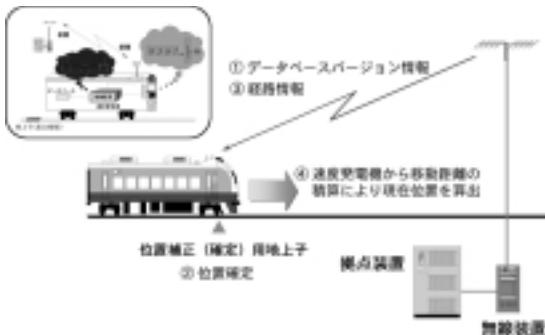 ① データベースバージョン情報
③ 経路情報
④ 速度発電機から移動距離の
積算により現在位置を算出
位置補正（確定）用地上子
② 位置確定
拠点装置
無線装置